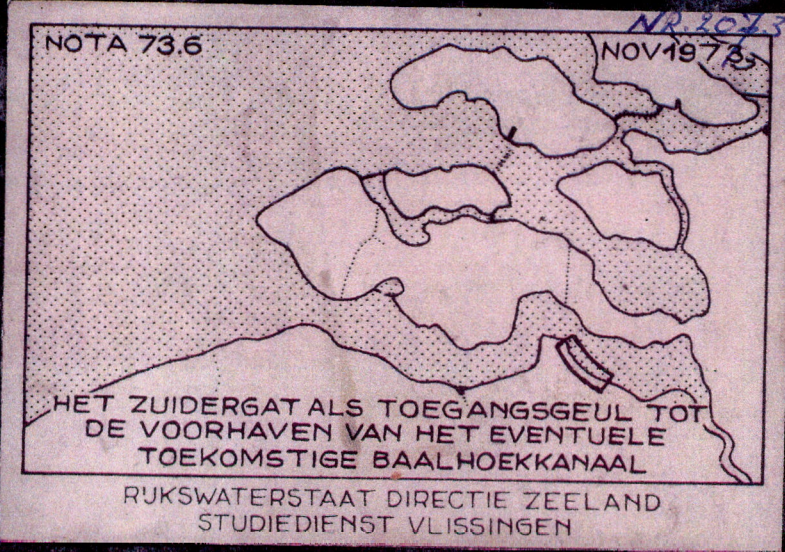 NR. 2073
NOTA 73.6
NOV 1973
HET ZUIDERGAT ALS TOEGANGSGEUL TOT
DE VOORHAVEN VAN HET EVENTUELE
TOEKOMSTIGE BAALHOEKKANAAL
RIJKSWATERSTAAT DIRECTIE ZEELAND
STUDIEDIENST VLISSINGEN